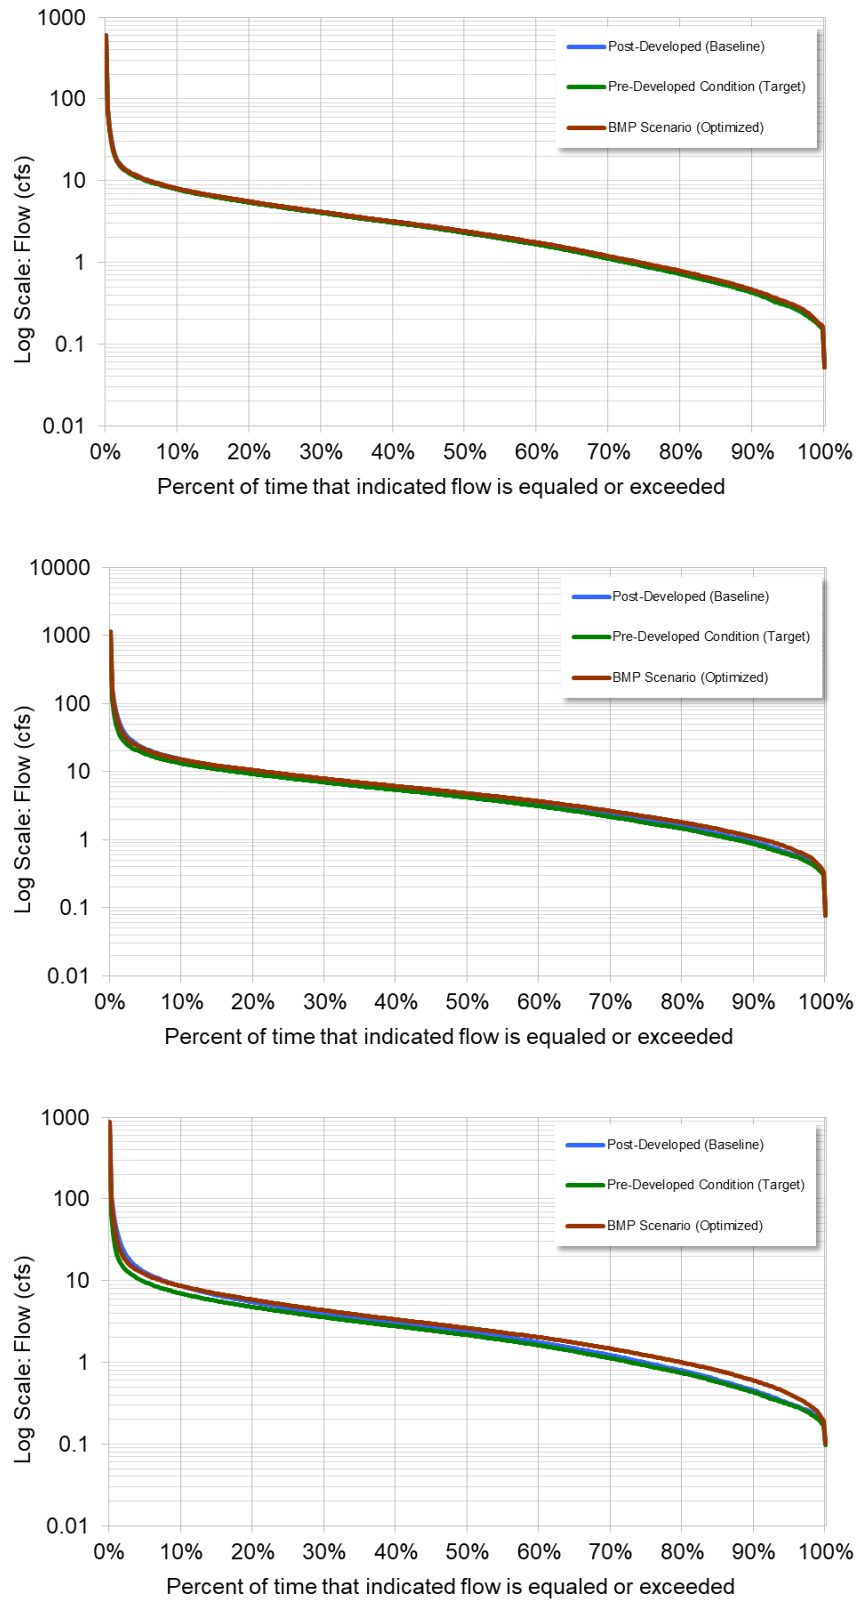 1000
Post-Developed (Baseline)
100
Pre-Developed Condition (Target)
BMP Scenario (Optimized)
10
Log Scale: Flow (cfs)
1
0.1
0.01
0% 10% 20% 30% 40% 50% 60% 70% 80% 90% 100%
Percent of time that indicated flow is equaled or exceeded
10000
Post-Developed (Baseline)
1000
Pre-Developed Condition (Target)
BMP Scenario (Optimized)
100
Log Scale: Flow (cfs)
10
1
0.1
0.01
0% 10% 20% 30% 40% 50% 60% 70% 80% 90% 100%
Percent of time that indicated flow is equaled or exceeded
1000
Post-Developed (Baseline)
Pre-Developed Condition (Target)
100
BMP Scenario (Optimized)
10
Log Scale: Flow (cfs)
1
0.1
0.01
0% 10% 20% 30% 40% 50% 60% 70% 80% 90% 100%
Percent of time that indicated flow is equaled or exceeded